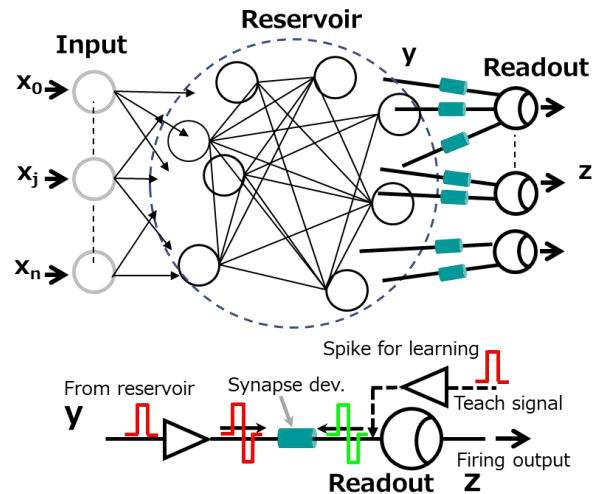 Reservoir
Input
y
Readout
x0
xj
z
xn
Spike for learning
From reservoir
Synapse dev.
Teach signal
y
Firing output
Readout
z